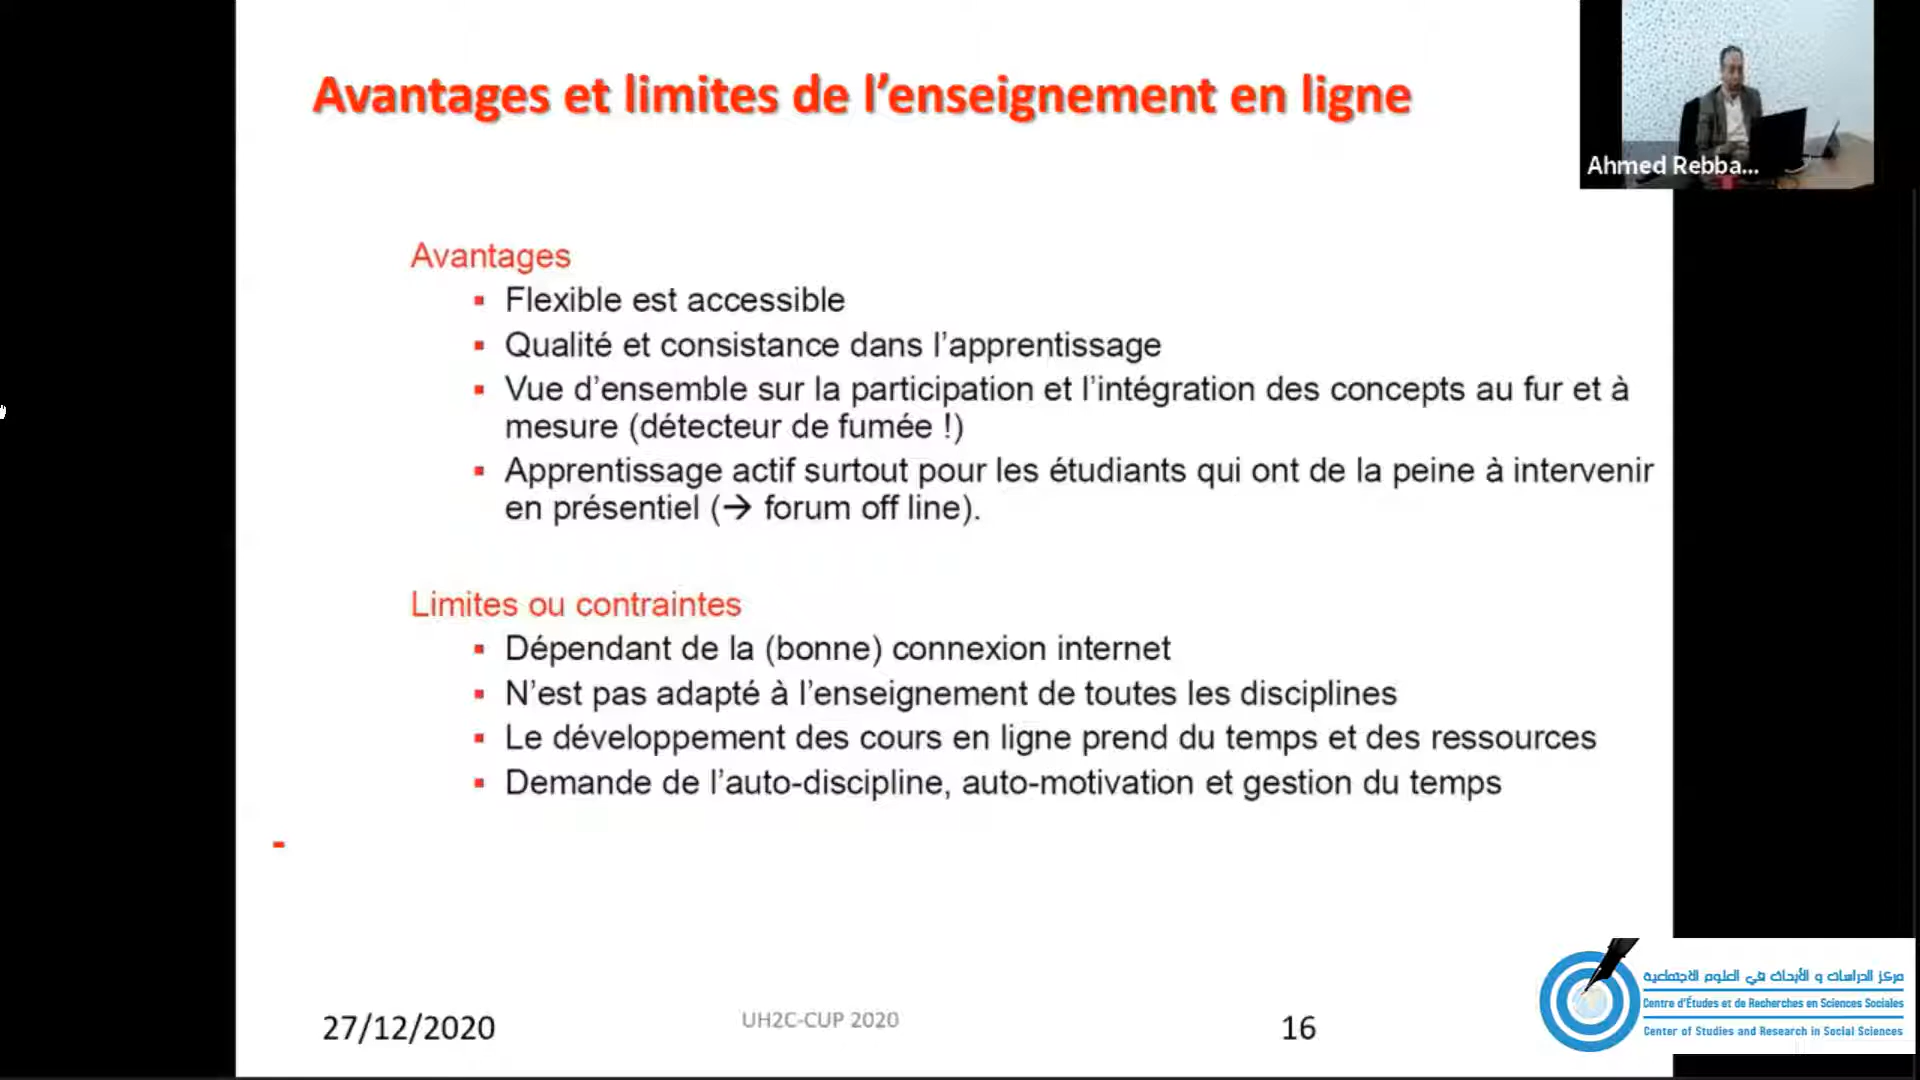 Avantages et limites de l’enseignement en ligne
Ahmed Rebba...
Avantages
▪ Flexible est accessible
▪ Qualité et consistance dans l’apprentissage
▪ Vue d’ensemble sur la participation et l’intégration des concepts au fur et à
mesure (détecteur de fumée !)
▪ Apprentissage actif surtout pour les étudiants qui ont de la peine à intervenir
en présentiel (→ forum off line).
Limites ou contraintes
▪ Dépendant de la (bonne) connexion internet
▪ N’est pas adapté à l’enseignement de toutes les disciplines
▪ Le développement des cours en ligne prend du temps et des ressources
▪ Demande de l’auto-discipline, auto-motivation et gestion du temps
-
27/12/2020
UH2C-CUP 2020
16
مركز الدراسات و الأبحاث في العلوم الاجتماعية
Centre d’Études et de Recherches en Sciences Sociales
Center of Studies and Research in Social Sciences